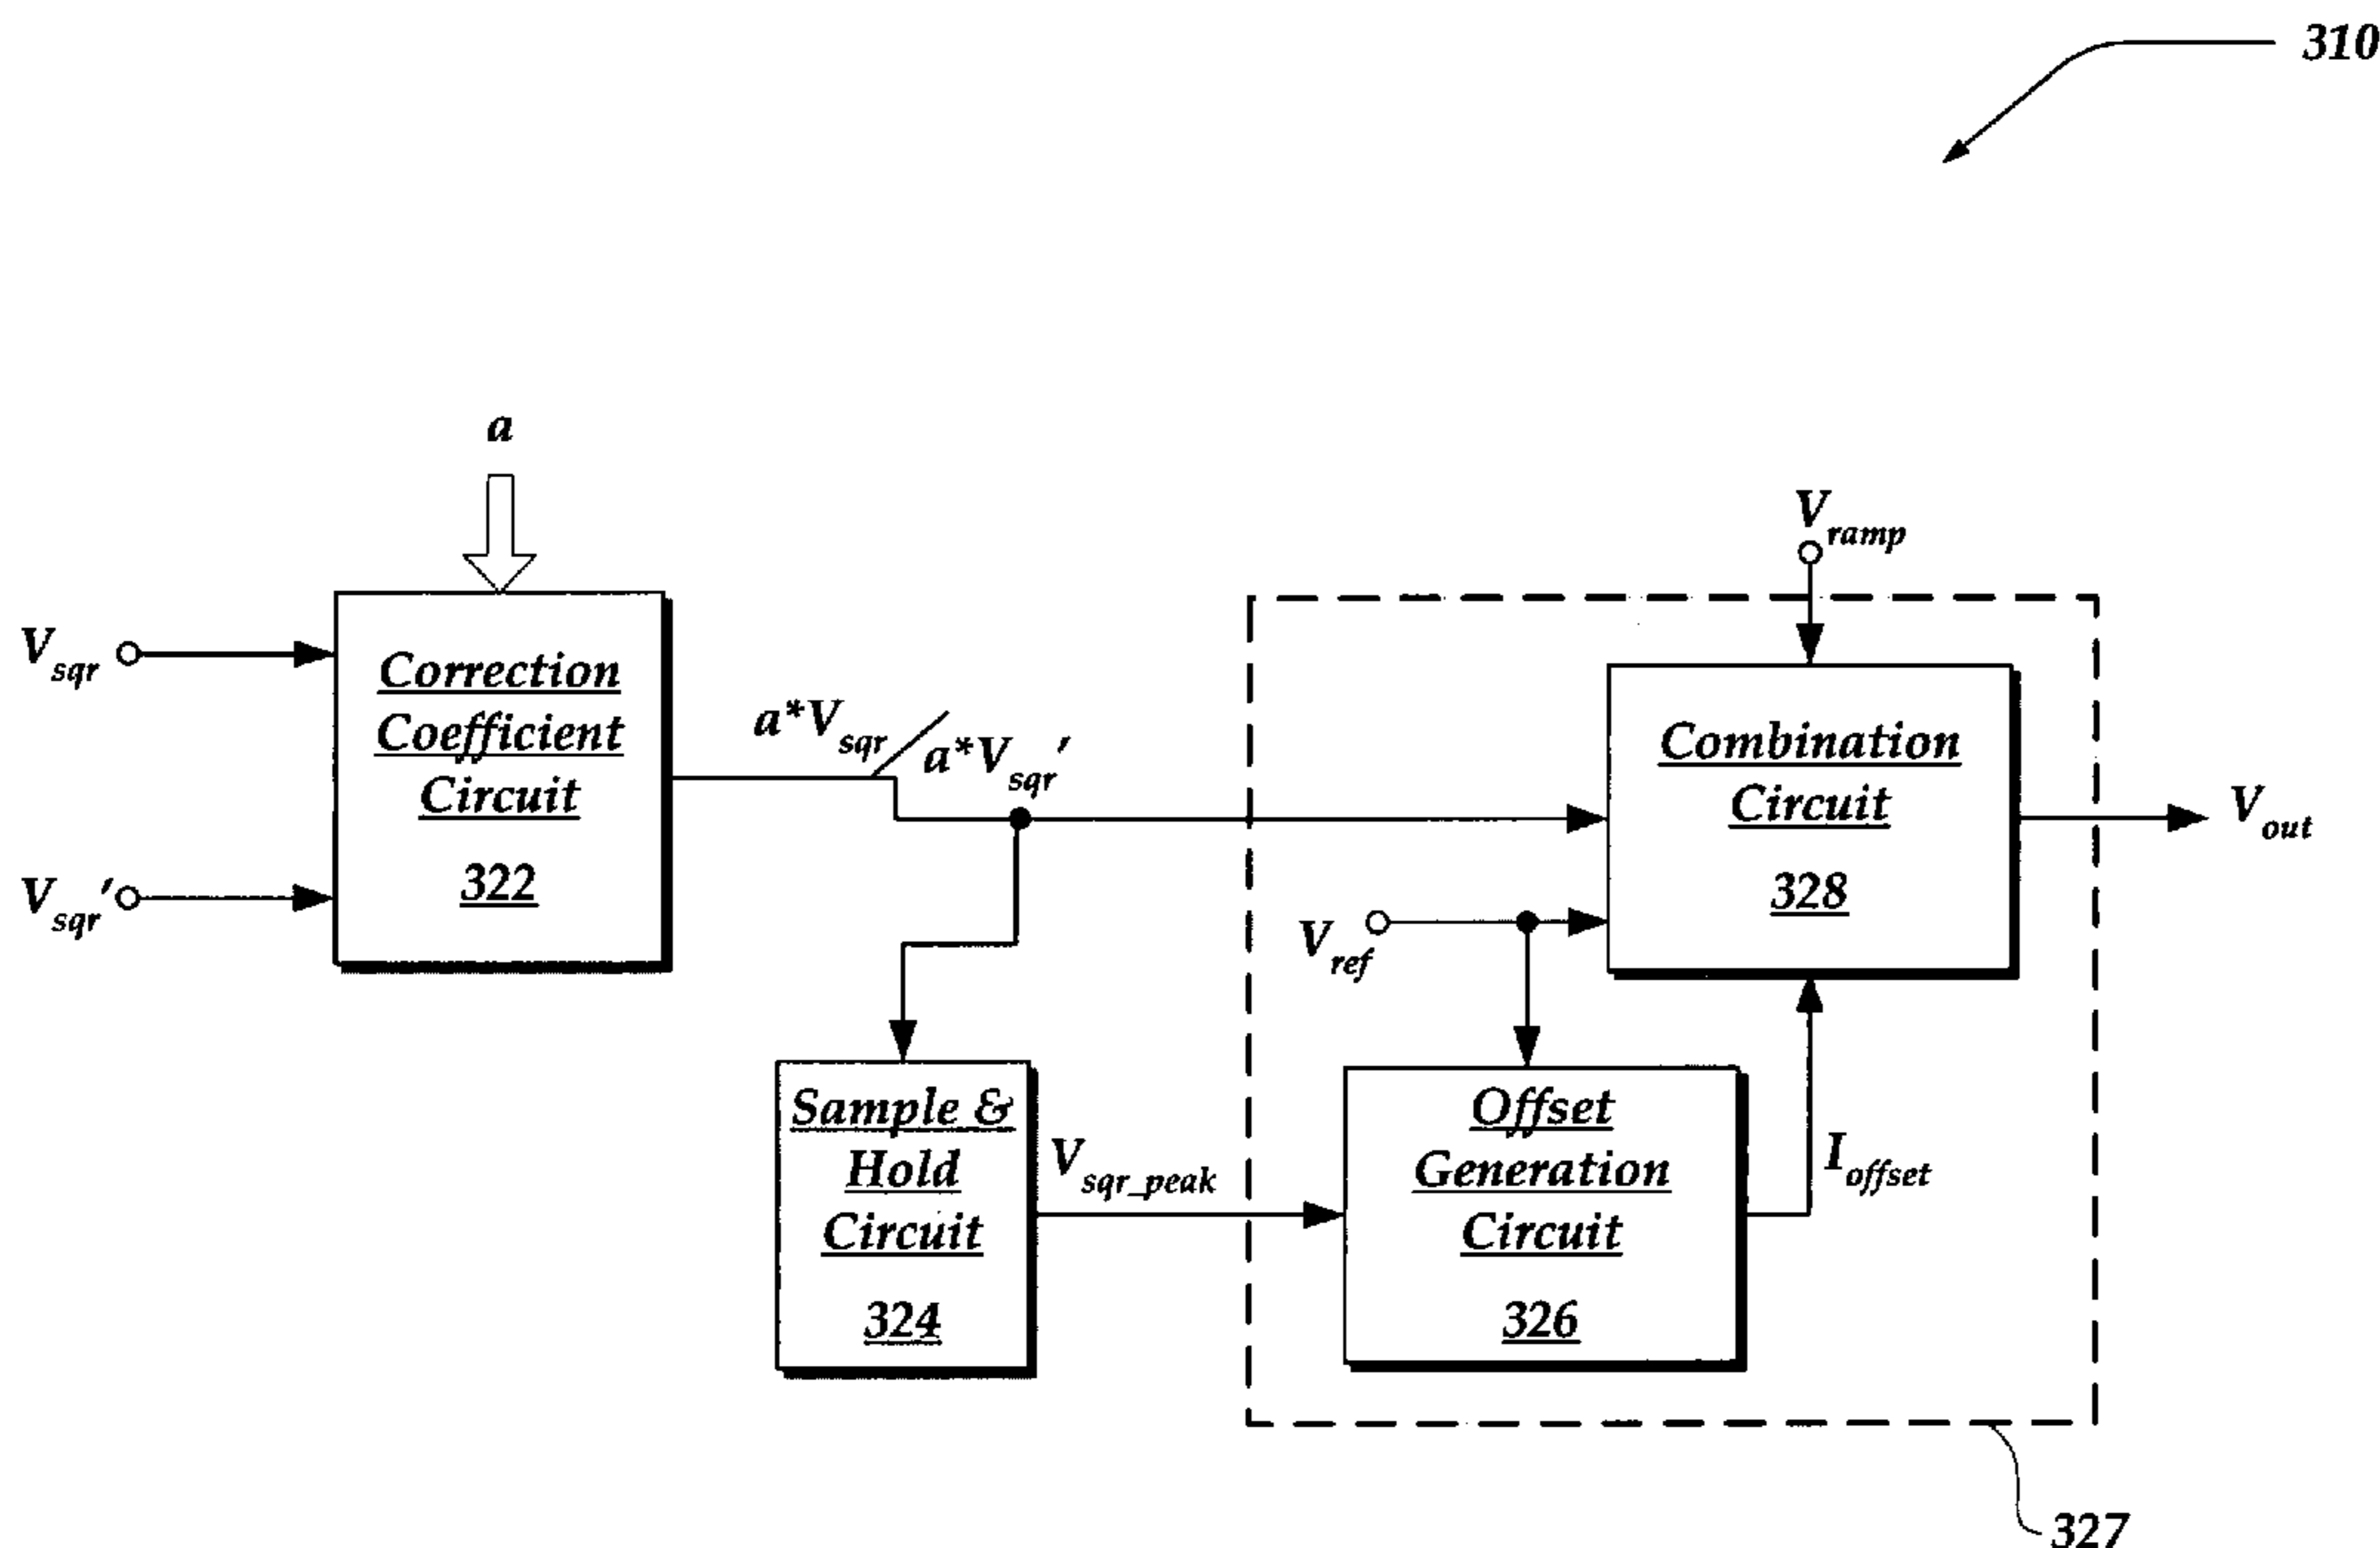 310
a
V_sqr
V_sqr'
Correction
Coefficient
Circuit
322
a*V_sqr / a*V_sqr'
V_ramp
Combination
Circuit
328
V_out
V_ref
Sample &
Hold
Circuit
324
V_sqr_peak
Offset
Generation
Circuit
326
I_offset
327